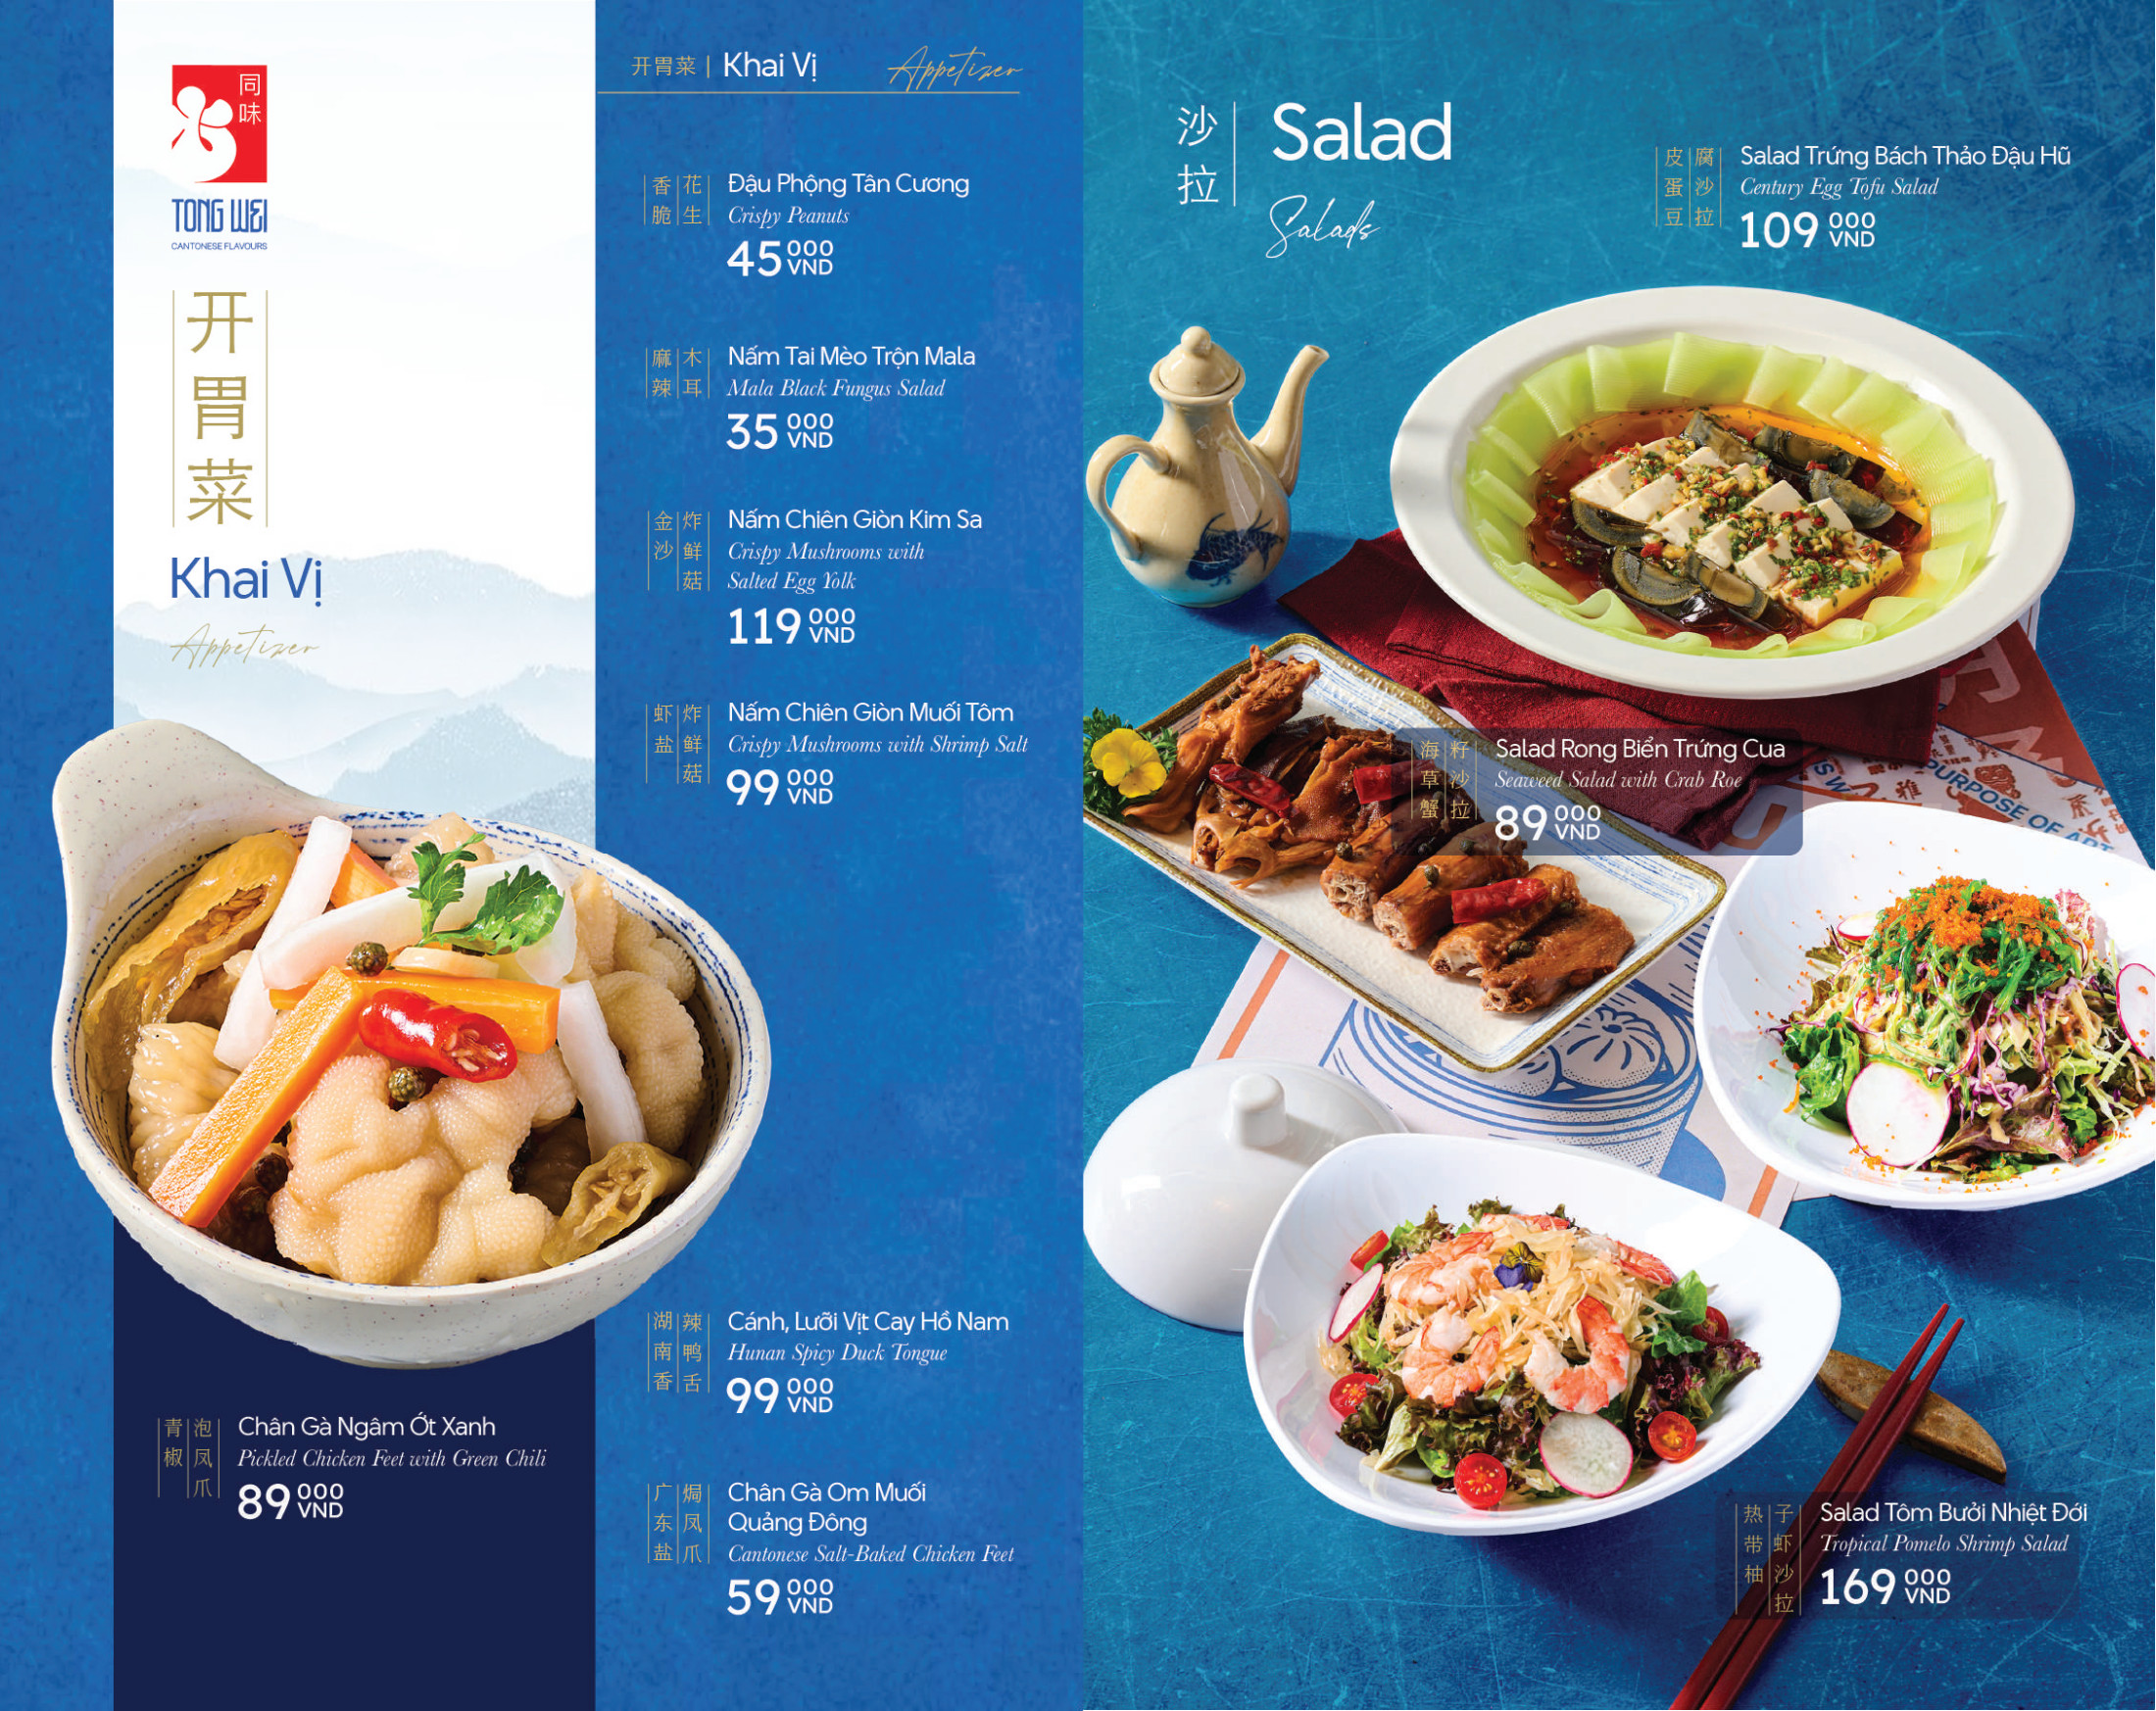 同
味
TONG WEI
CANTONESE FLAVOURS
开
胃
菜
Khai Vị
Appetizer
青椒泡凤爪
Chân Gà Ngâm Ớt Xanh
Pickled Chicken Feet with Green Chili
89 000 VND
开胃菜 | Khai Vị Appetizer
香脆花生
Đậu Phộng Tân Cương
Crispy Peanuts
45 000 VND
麻辣木耳
Nấm Tai Mèo Trộn Mala
Mala Black Fungus Salad
35 000 VND
金沙炸鲜菇
Nấm Chiên Giòn Kim Sa
Crispy Mushrooms with
Salted Egg Yolk
119 000 VND
虾盐炸鲜菇
Nấm Chiên Giòn Muối Tôm
Crispy Mushrooms with Shrimp Salt
99 000 VND
湖南香辣鸭舌
Cánh, Lưỡi Vịt Cay Hồ Nam
Hunan Spicy Duck Tongue
99 000 VND
广东盐焗凤爪
Chân Gà Om Muối
Quảng Đông
Cantonese Salt-Baked Chicken Feet
59 000 VND
沙拉
Salad
Salads
皮蛋豆腐沙拉
Salad Trứng Bách Thảo Đậu Hũ
Century Egg Tofu Salad
109 000 VND
海草蟹籽沙拉
Salad Rong Biển Trứng Cua
Seaweed Salad with Crab Roe
89 000 VND
PURPOSE OF ART
热带柚子虾沙拉
Salad Tôm Bưởi Nhiệt Đới
Tropical Pomelo Shrimp Salad
169 000 VND